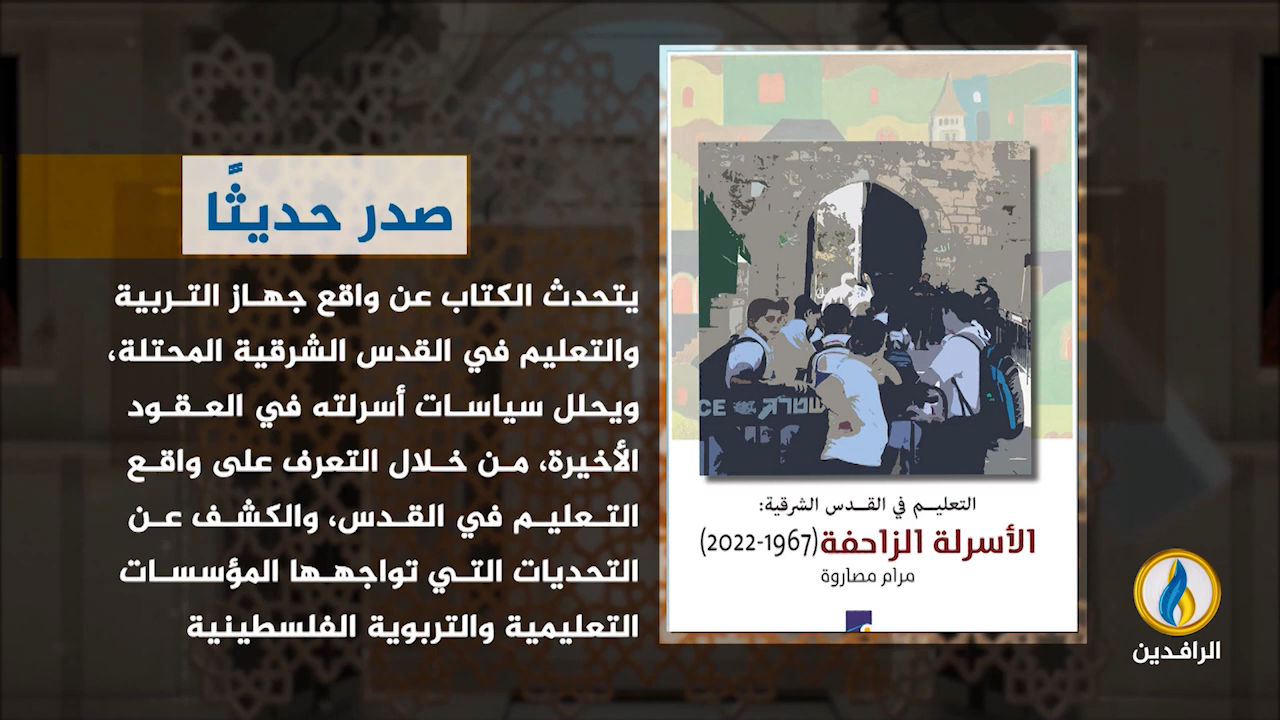 صدر حديثًا
يتحدث الكتاب عن واقع جهاز التربية
والتعليم في القدس الشرقية المحتلة،
ويحلل سياسات أسرلته في العقود
الأخيرة، من خلال التعرف على واقع
التعليم في القدس، والكشف عن
التحديات التي تواجهها المؤسسات
التعليمية والتربوية الفلسطينية
CE משטרה
التعليم في القدس الشرقية:
الأسرلة الزاحفة (1967-2022)
مرام مصاروة
الرافدين